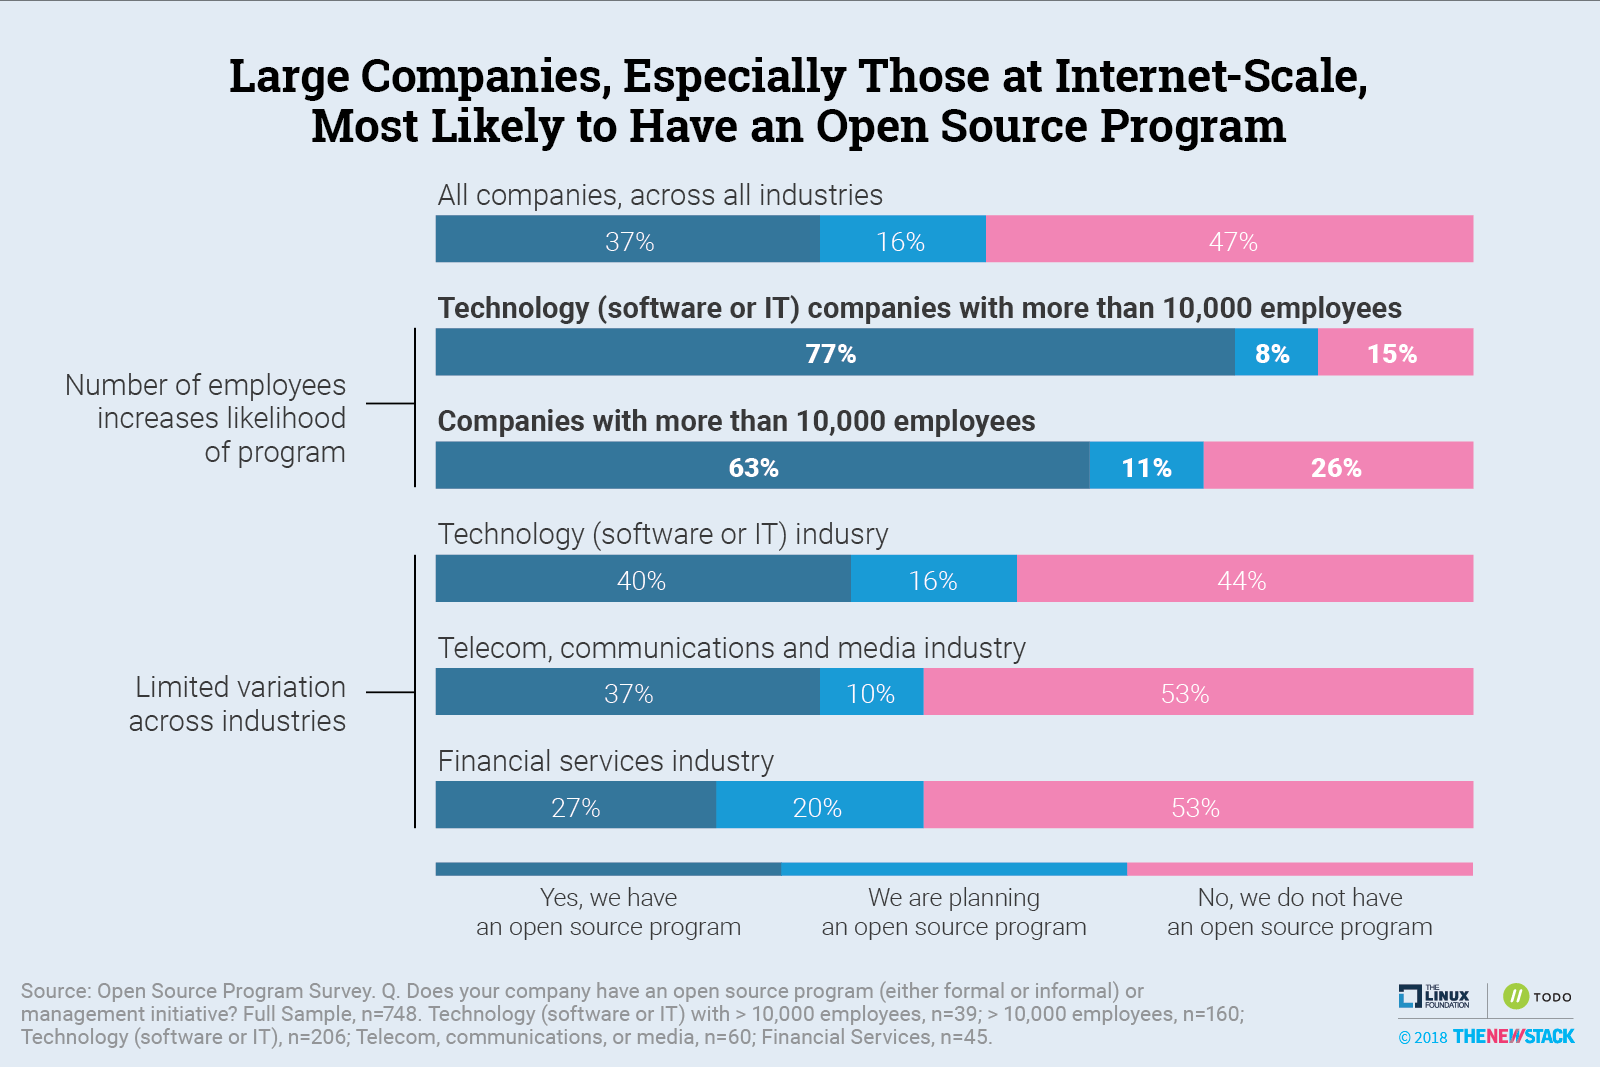 Large Companies, Especially Those at Internet-Scale,
Most Likely to Have an Open Source Program
All companies, across all industries
37% 16% 47%
Number of employees
increases likelihood
of program
Technology (software or IT) companies with more than 10,000 employees
77% 8% 15%
Companies with more than 10,000 employees
63% 11% 26%
Limited variation
across industries
Technology (software or IT) indusry
40% 16% 44%
Telecom, communications and media industry
37% 10% 53%
Financial services industry
27% 20% 53%
Yes, we have
an open source program
We are planning
an open source program
No, we do not have
an open source program
Source: Open Source Program Survey. Q. Does your company have an open source program (either formal or informal) or
management initiative? Full Sample, n=748. Technology (software or IT) with > 10,000 employees, n=39; > 10,000 employees, n=160;
Technology (software or IT), n=206; Telecom, communications, or media, n=60; Financial Services, n=45.
THE
LINUX
FOUNDATION
TODO
© 2018 THENEWSTACK